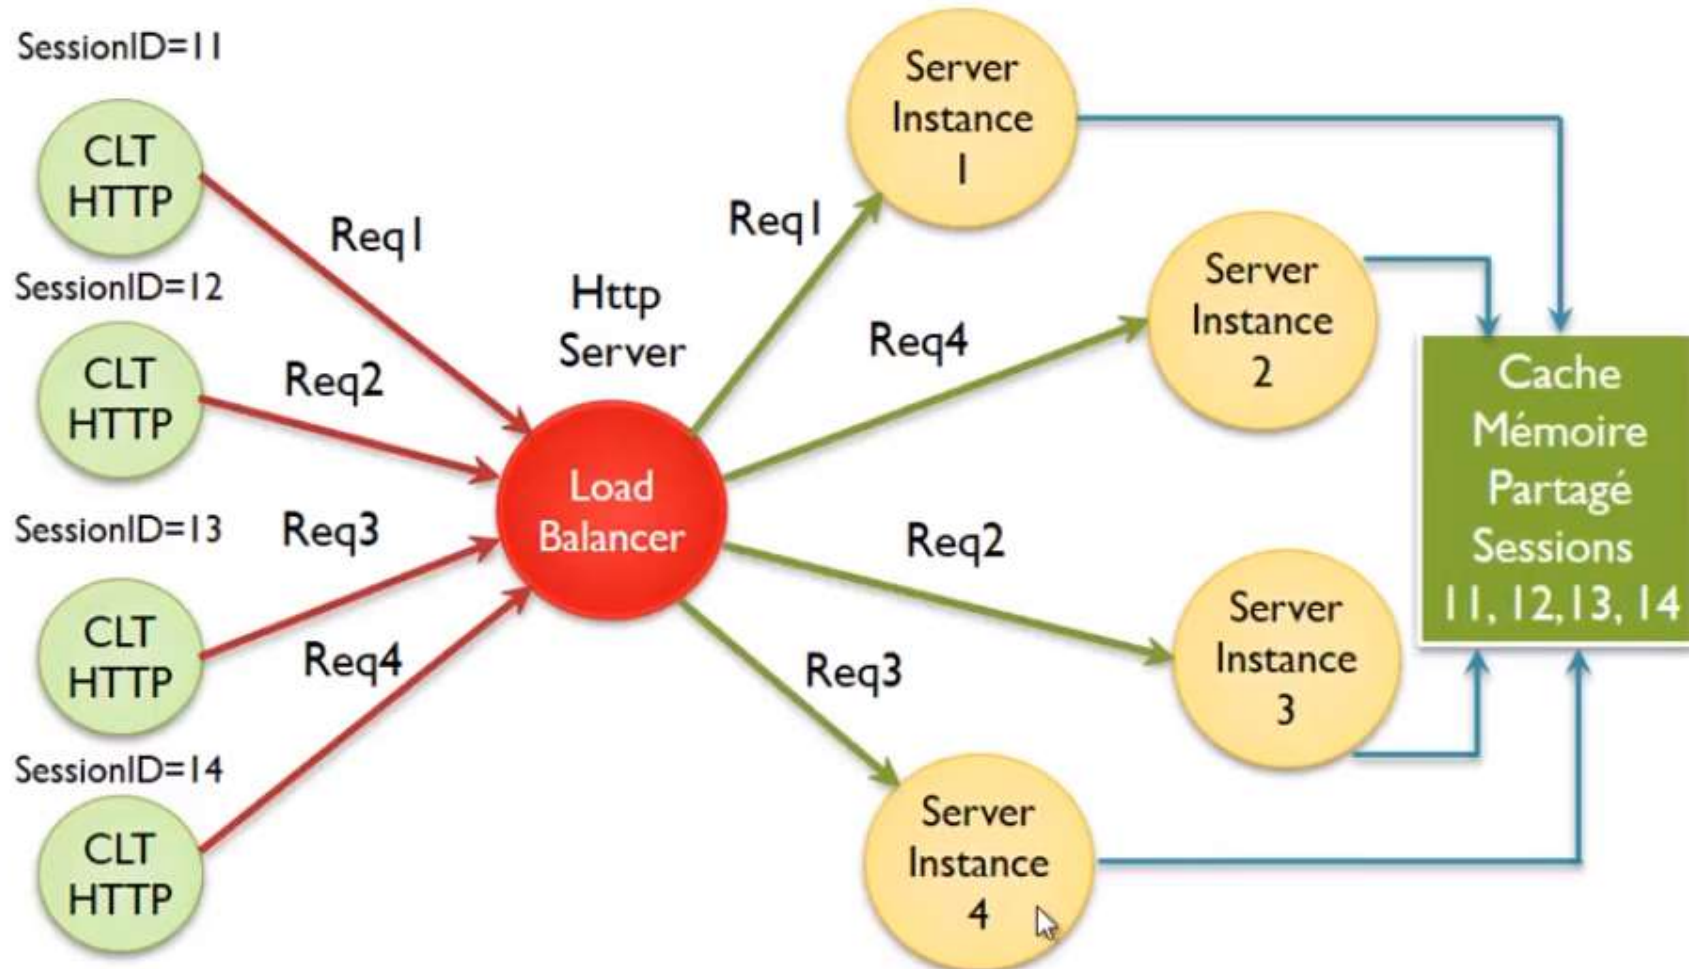 SessionID=11
CLT
HTTP
Req1
SessionID=12
CLT
HTTP
Req2
SessionID=13
Req3
CLT
HTTP
Req4
SessionID=14
CLT
HTTP
Http
Server
Load
Balancer
Req1
Req4
Req2
Req3
Server
Instance
1
Server
Instance
2
Server
Instance
3
Server
Instance
4
Cache
Mémoire
Partagé
Sessions
11, 12,13, 14